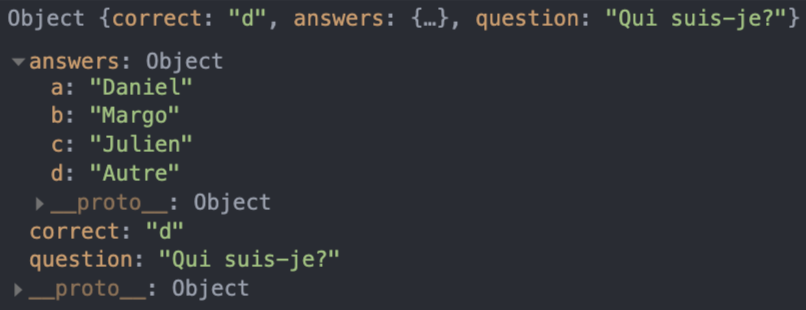 Object {correct: "d", answers: {…}, question: "Qui suis-je?"}
answers: Object
a: "Daniel"
b: "Margo"
c: "Julien"
d: "Autre"
__proto__: Object
correct: "d"
question: "Qui suis-je?"
__proto__: Object